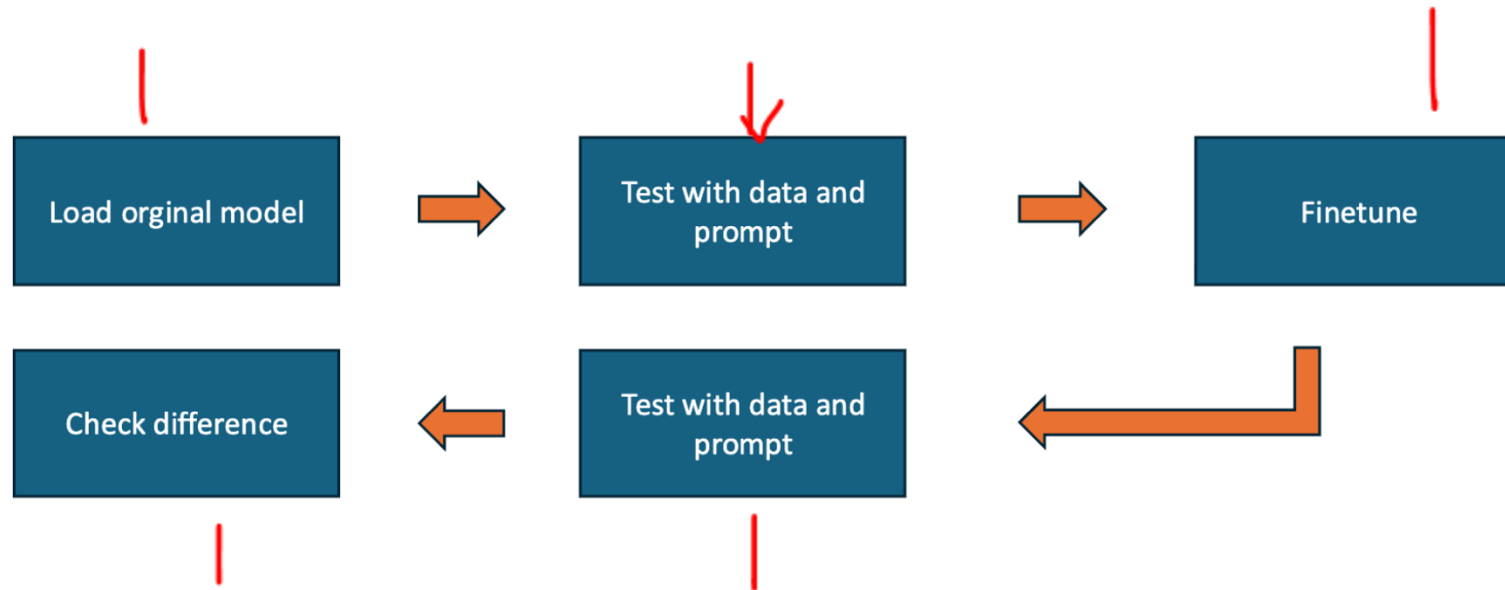 Load orginal model
Test with data and
prompt
Finetune
Check difference
Test with data and
prompt